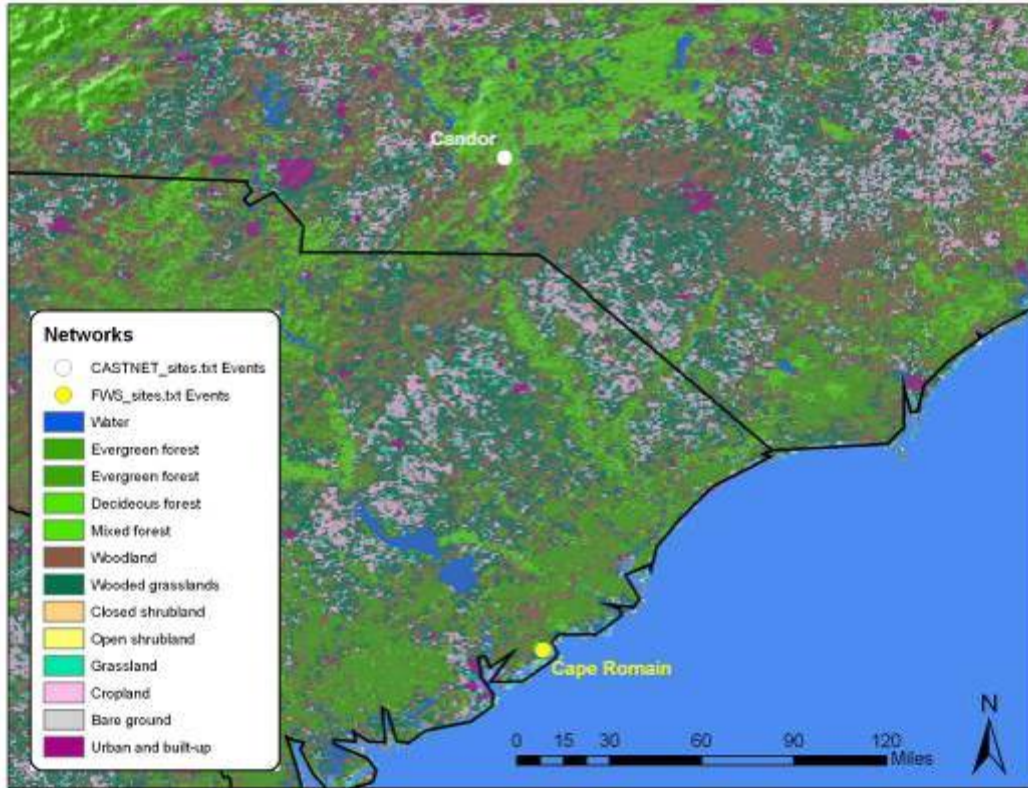 Candor
Networks
CASTNET_sites.txt Events
FWS_sites.txt Events
Water
Evergreen forest
Evergreen forest
Decideous forest
Mixed forest
Woodland
Wooded grasslands
Closed shrubland
Open shrubland
Grassland
Cropland
Bare ground
Urban and built-up
Cape Romain
N
0 15 30 60 90 120
Miles